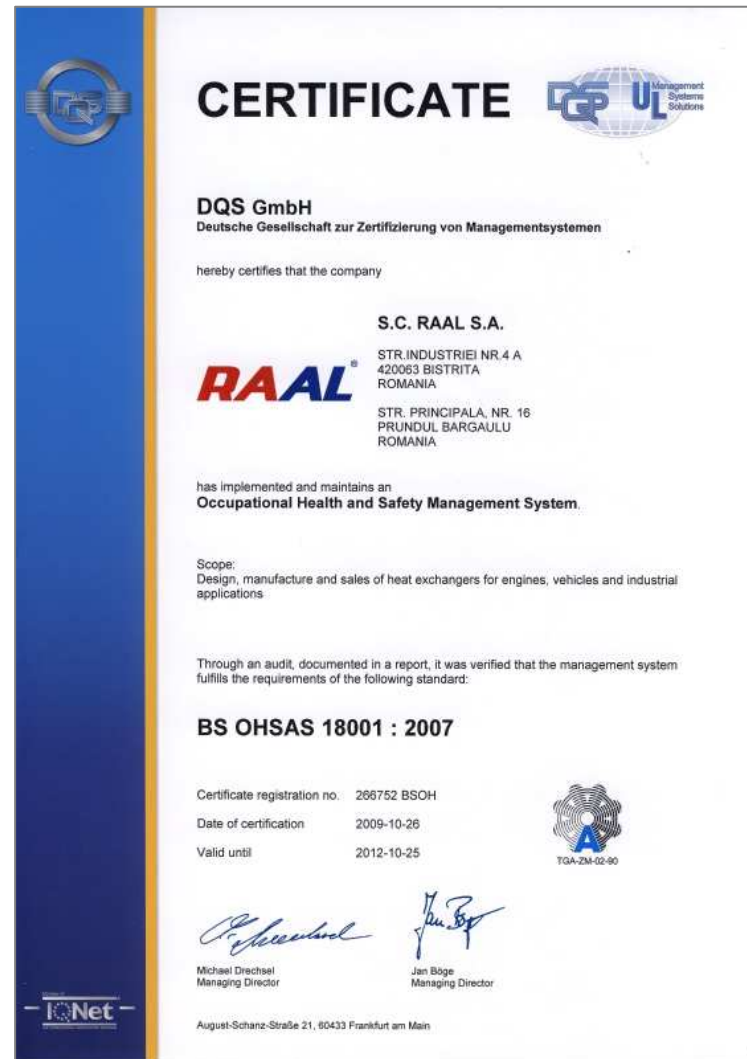 DQS
CERTIFICATE
DQS
UL
Management
Systems
Solutions
DQS GmbH
Deutsche Gesellschaft zur Zertifizierung von Managementsystemen
hereby certifies that the company
RAAL®
S.C. RAAL S.A.
STR.INDUSTRIEI NR.4 A
420063 BISTRITA
ROMANIA
STR. PRINCIPALA, NR. 16
PRUNDUL BARGAULU
ROMANIA
has implemented and maintains an
Occupational Health and Safety Management System.
Scope:
Design, manufacture and sales of heat exchangers for engines, vehicles and industrial
applications
Through an audit, documented in a report, it was verified that the management system
fulfills the requirements of the following standard:
BS OHSAS 18001 : 2007
Certificate registration no. 266752 BSOH
Date of certification 2009-10-26
Valid until 2012-10-25
A
TGA-ZM-02-90
Michael Drechsel
Managing Director
Jan Böge
Managing Director
IQNet
August-Schanz-Straße 21, 60433 Frankfurt am Main